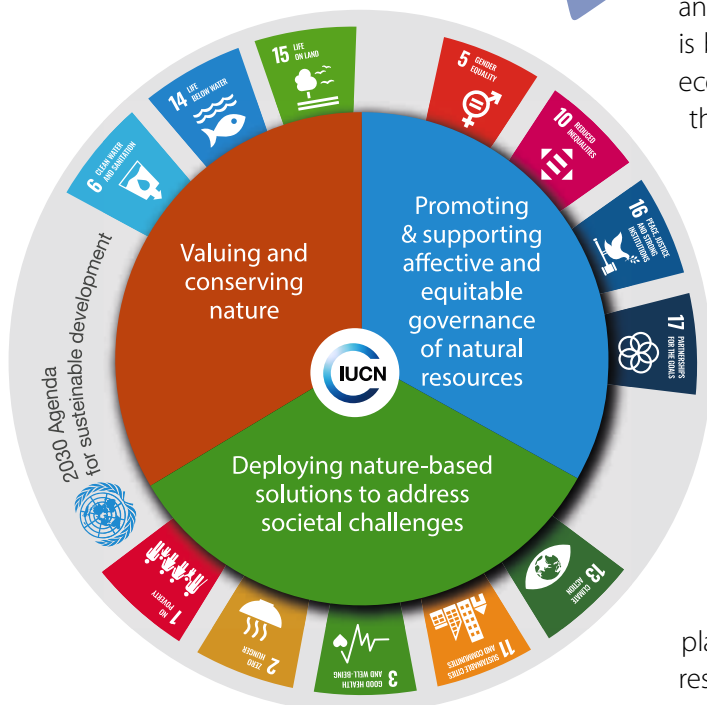 15 LIFE
ON LAND
14 LIFE
BELOW WATER
6 CLEAN WATER
AND SANITATION
5 GENDER
EQUALITY
10 REDUCED
INEQUALITIES
16 PEACE, JUSTICE
AND STRONG
INSTITUTIONS
17 PARTNERSHIPS
FOR THE GOALS
Valuing and
conserving
nature
Promoting
& supporting
affective and
equitable
governance
of natural
resources
IUCN
Deploying nature-based
solutions to address
societal challenges
2030 Agenda
for susteinable development
1 NO
POVERTY
2 ZERO
HUNGER
3 GOOD HEALTH
AND WELL-BEING
11 SUSTAINABLE CITIES
AND COMMUNITIES
13 CLIMATE
ACTION
an
is
eco
th
pla
res